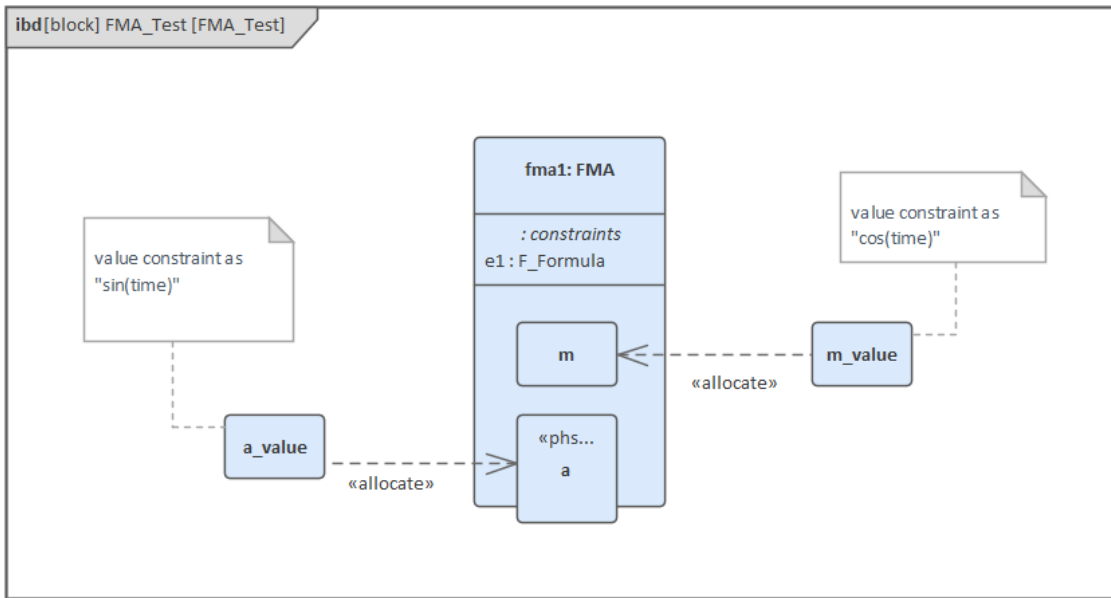 ibd [block] FMA_Test [FMA_Test]
fma1: FMA
: constraints
e1 : F_Formula
value constraint as
"cos(time)"
value constraint as
"sin(time)"
m
m_value
«allocate»
«phs...
a
a_value
«allocate»